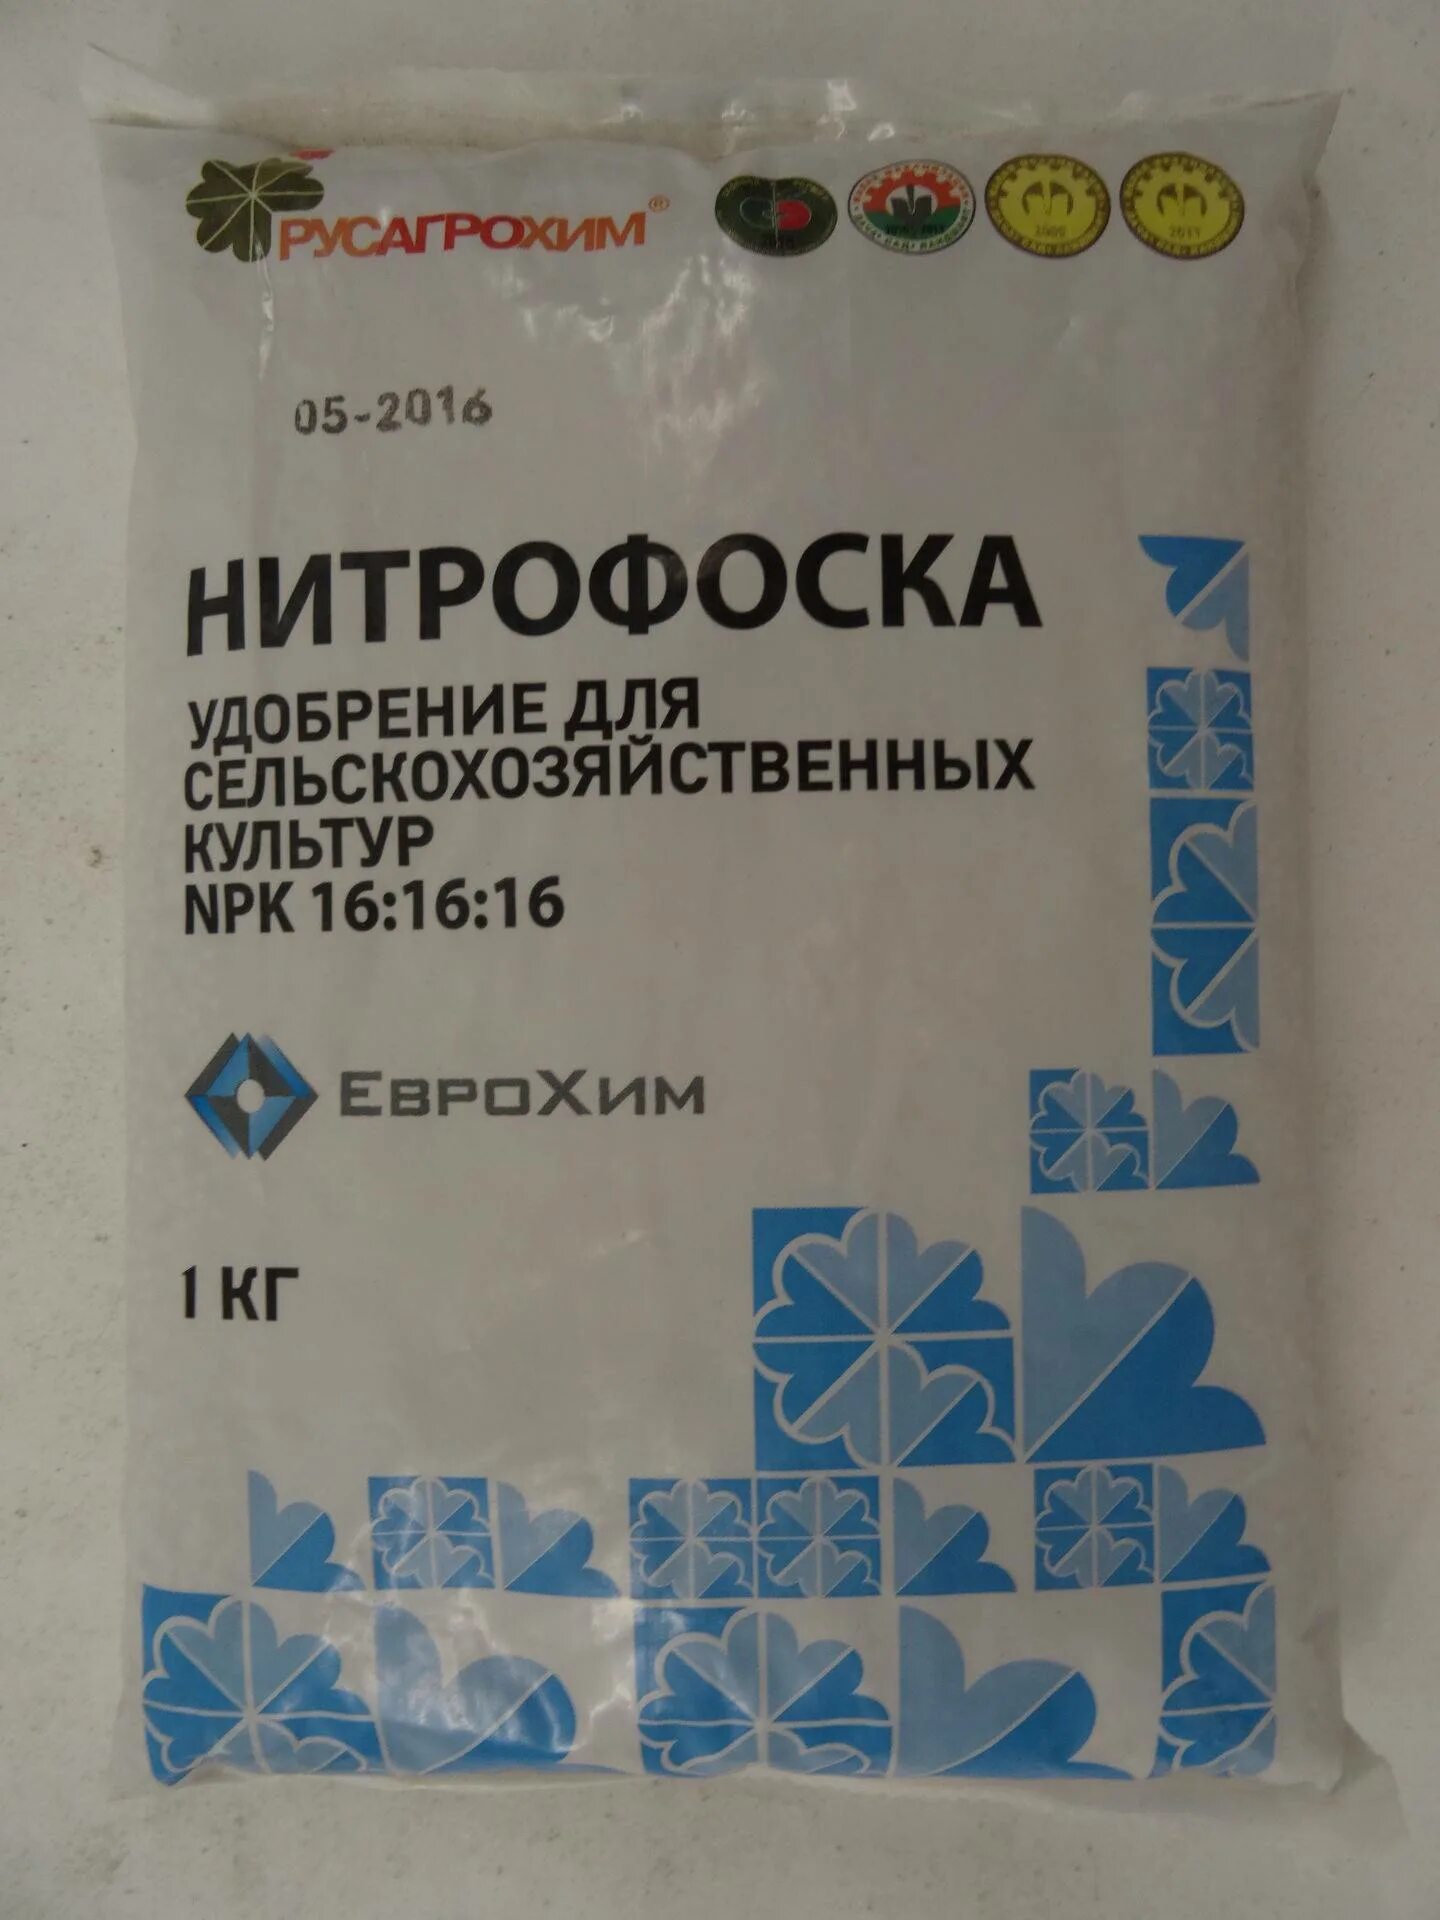 РУСАГРОХИМ®
05-2016
НИТРОФОСКА
УДОБРЕНИЕ ДЛЯ
СЕЛЬСКОХОЗЯЙСТВЕННЫХ
КУЛЬТУР
NPK 16:16:16
ЕВРОХИМ
1 КГ